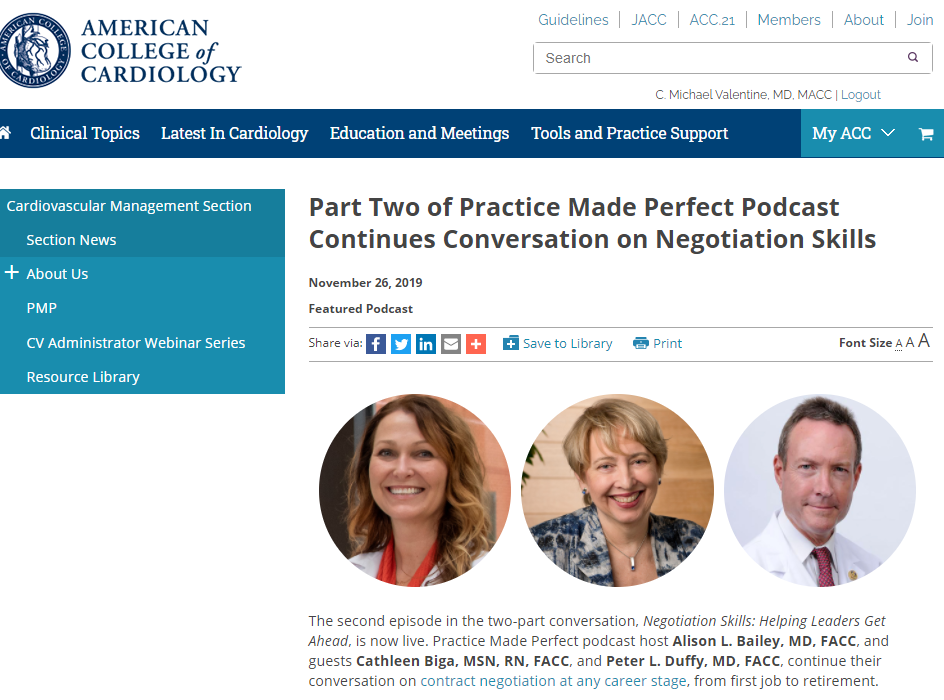 AMERICAN
COLLEGE of
CARDIOLOGY
AMERICAN COLLEGE
OF CARDIOLOGY
Guidelines | JACC | ACC.21 | Members | About | Join
Search
C. Michael Valentine, MD, MACC | Logout
Clinical Topics Latest In Cardiology Education and Meetings Tools and Practice Support My ACC
Cardiovascular Management Section
Section News
+ About Us
PMP
CV Administrator Webinar Series
Resource Library
Part Two of Practice Made Perfect Podcast
Continues Conversation on Negotiation Skills
November 26, 2019
Featured Podcast
Share via: Save to Library Print Font Size A A A
The second episode in the two-part conversation, Negotiation Skills: Helping Leaders Get
Ahead, is now live. Practice Made Perfect podcast host Alison L. Bailey, MD, FACC, and
guests Cathleen Biga, MSN, RN, FACC, and Peter L. Duffy, MD, FACC, continue their
conversation on contract negotiation at any career stage, from first job to retirement.